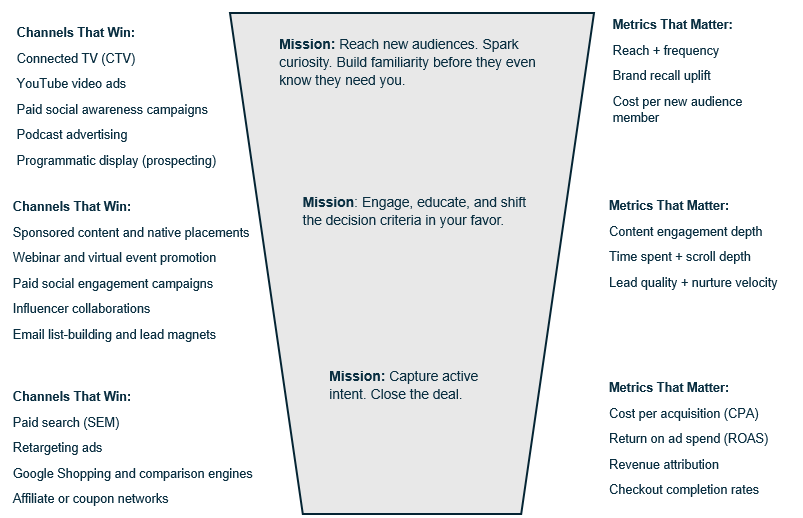 Channels That Win:
Connected TV (CTV)
YouTube video ads
Paid social awareness campaigns
Podcast advertising
Programmatic display (prospecting)
Mission: Reach new audiences. Spark
curiosity. Build familiarity before they even
know they need you.
Metrics That Matter:
Reach + frequency
Brand recall uplift
Cost per new audience
member
Channels That Win:
Sponsored content and native placements
Webinar and virtual event promotion
Paid social engagement campaigns
Influencer collaborations
Email list-building and lead magnets
Mission: Engage, educate, and shift
the decision criteria in your favor.
Metrics That Matter:
Content engagement depth
Time spent + scroll depth
Lead quality + nurture velocity
Channels That Win:
Paid search (SEM)
Retargeting ads
Google Shopping and comparison engines
Affiliate or coupon networks
Mission: Capture active
intent. Close the deal.
Metrics That Matter:
Cost per acquisition (CPA)
Return on ad spend (ROAS)
Revenue attribution
Checkout completion rates